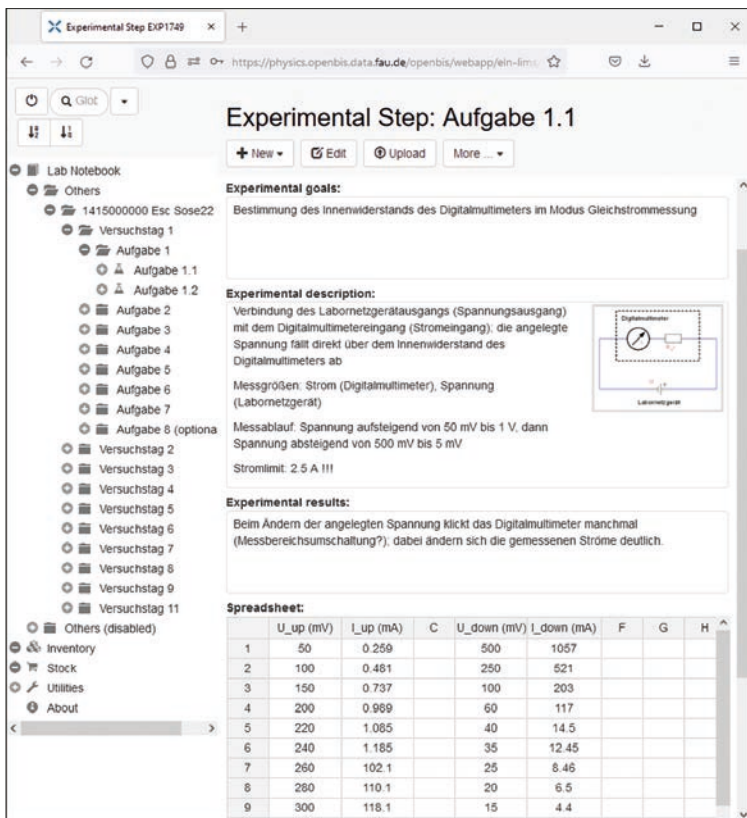 Experimental Step EXP1749
https://physics.openbis.data.fau.de/openbis/webapp/eln-lims
Glob
Experimental Step: Aufgabe 1.1
New
Edit
Upload
More ...
Lab Notebook
Others
1415000000 Esc Sose22
Versuchstag 1
Aufgabe 1
Aufgabe 1.1
Aufgabe 1.2
Aufgabe 2
Aufgabe 3
Aufgabe 4
Aufgabe 5
Aufgabe 6
Aufgabe 7
Aufgabe 8 (optiona
Versuchstag 2
Versuchstag 3
Versuchstag 4
Versuchstag 5
Versuchstag 6
Versuchstag 7
Versuchstag 8
Versuchstag 9
Versuchstag 11
Others (disabled)
Inventory
Stock
Utilities
About
Experimental goals:
Bestimmung des Innenwiderstands des Digitalmultimeters im Modus Gleichstrommessung
Experimental description:
Verbindung des Labornetzgerätausgangs (Spannungsausgang)
mit dem Digitalmultimetereingang (Stromeingang); die angelegte
Spannung fällt direkt über dem Innenwiderstand des
Digitalmultimeters ab
Messgrößen: Strom (Digitalmultimeter), Spannung
(Labornetzgerät)
Messablauf: Spannung aufsteigend von 50 mV bis 1 V, dann
Spannung absteigend von 500 mV bis 5 mV
Stromlimit: 2.5 A !!!
Digitalmultimeter
Labornetzgerät
Experimental results:
Beim Ändern der angelegten Spannung klickt das Digitalmultimeter manchmal
(Messbereichsumschaltung?); dabei ändern sich die gemessenen Ströme deutlich.
Spreadsheet:
U_up (mV) I_up (mA) C U_down (mV) I_down (mA) F G H
1 50 0.259 500 1057
2 100 0.481 250 521
3 150 0.737 100 203
4 200 0.989 60 117
5 220 1.085 40 14.5
6 240 1.185 35 12.45
7 260 102.1 25 8.46
8 280 110.1 20 6.5
9 300 118.1 15 4.4